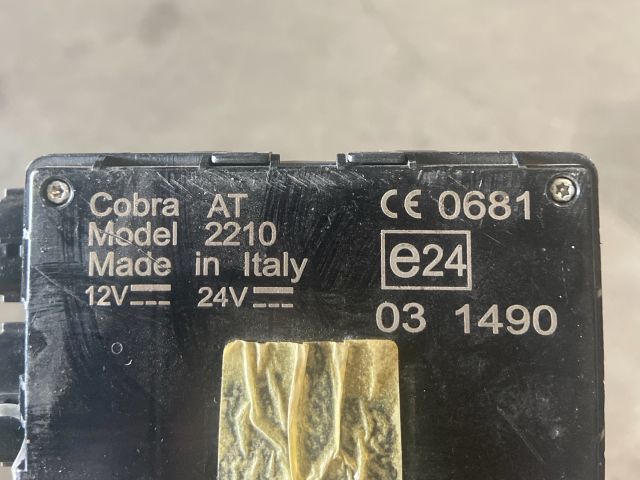 Cobra AT
Model 2210
Made in Italy
12V⎓ 24V⎓
CE 0681
e24
03 1490